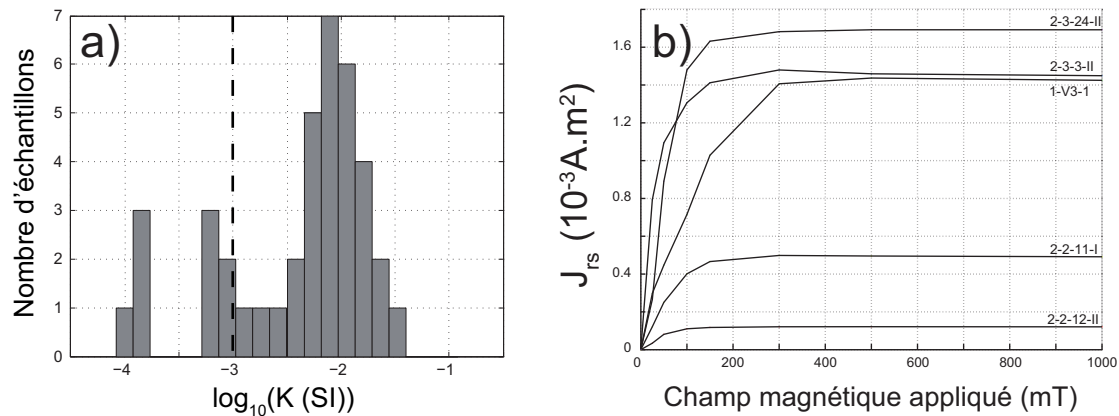 a)
7
6
5
4
3
2
1
0
Nombre d'échantillons
−4
−3
−2
−1
log10(K (SI))
b)
1.6
1.2
0.8
0.4
0
Jrs (10-3A.m2)
2-3-24-II
2-3-3-II
1-V3-1
2-2-11-I
2-2-12-II
0
200
400
600
800
1000
Champ magnétique appliqué (mT)